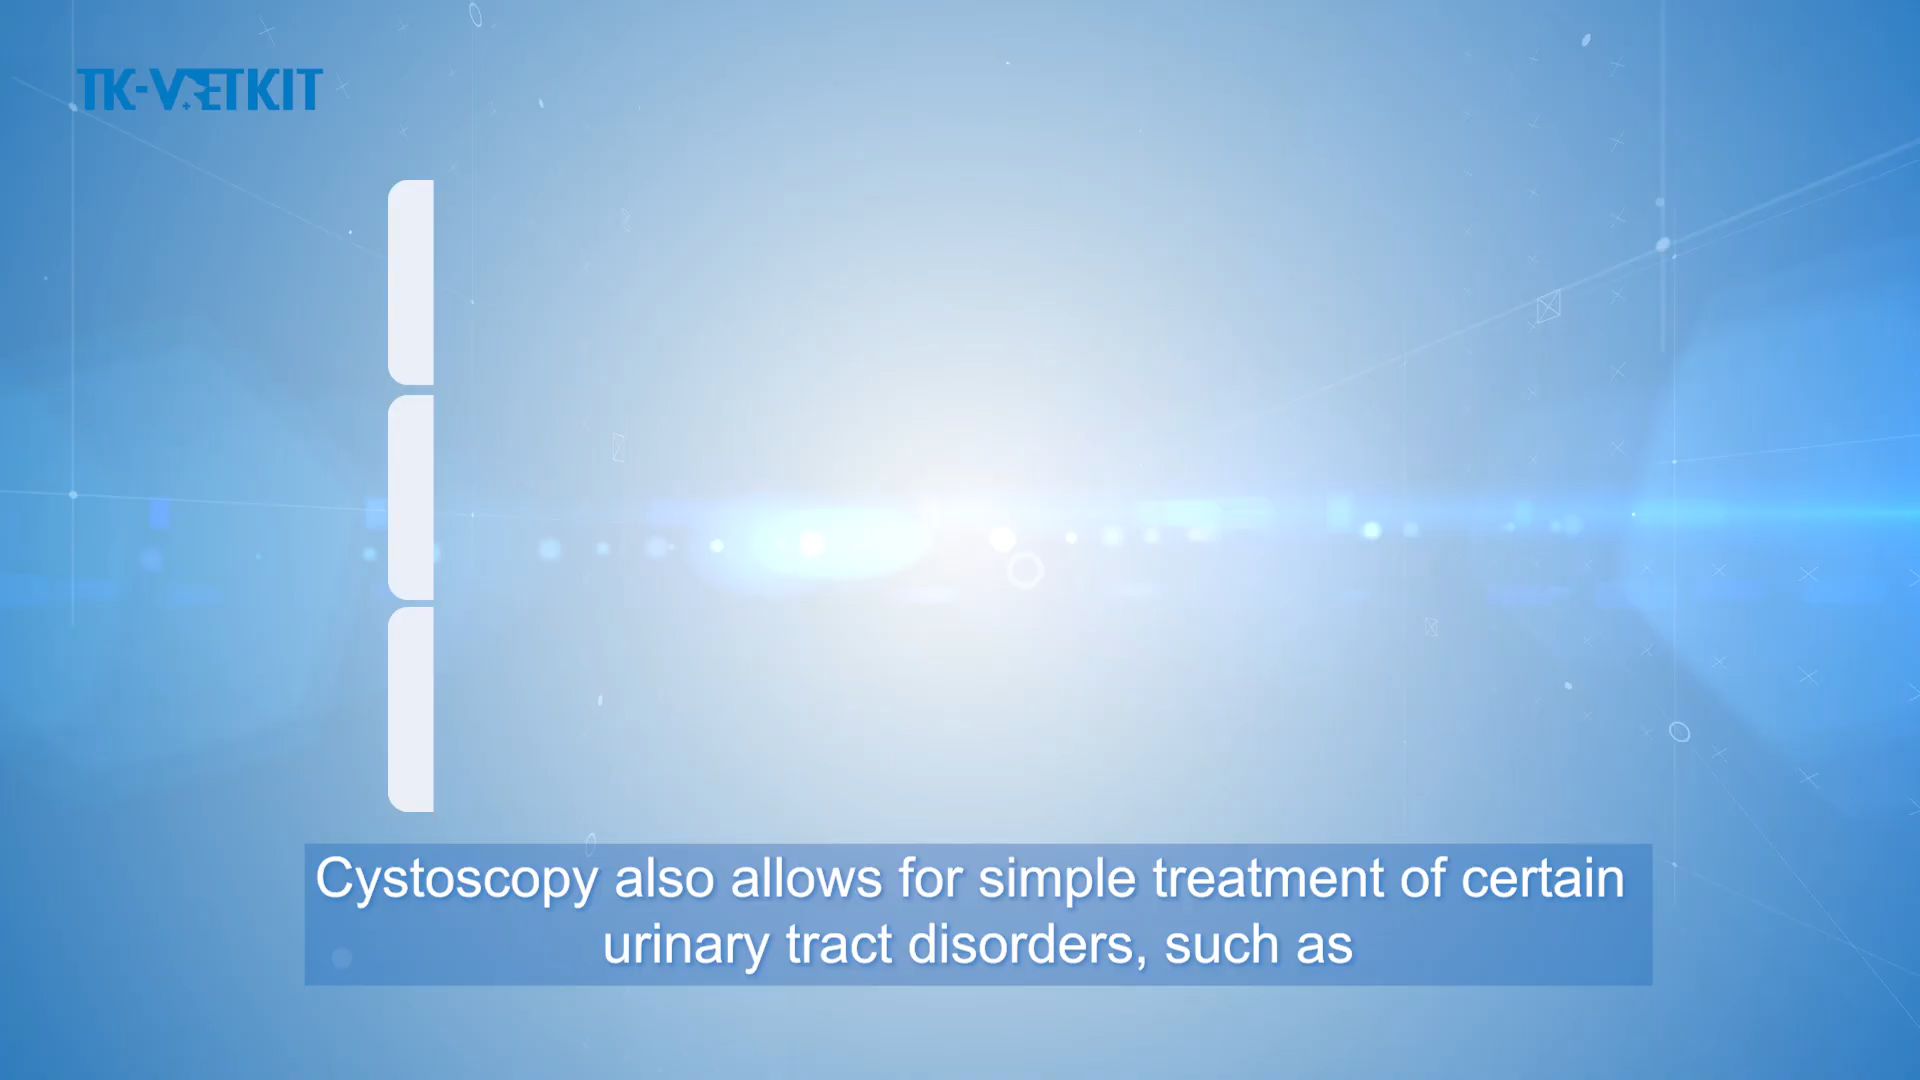 TK-VETKIT
Cystoscopy also allows for simple treatment of certain
urinary tract disorders, such as